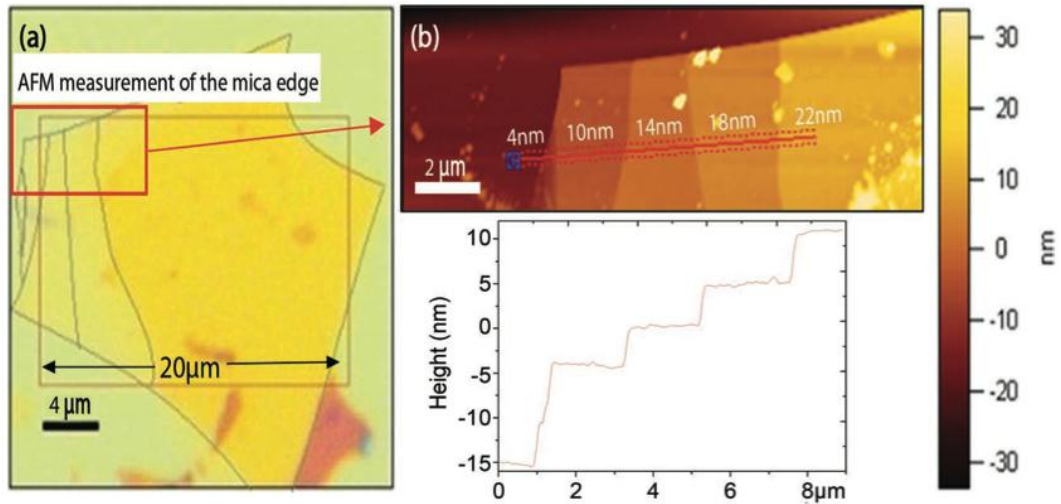 (a)
AFM measurement of the mica edge
20μm
4 μm
(b)
4nm 10nm 14nm 18nm 22nm
2 μm
30
20
10
0
-10
-20
-30
nm
10
5
0
-5
-10
-15
Height (nm)
0 2 4 6 8μm